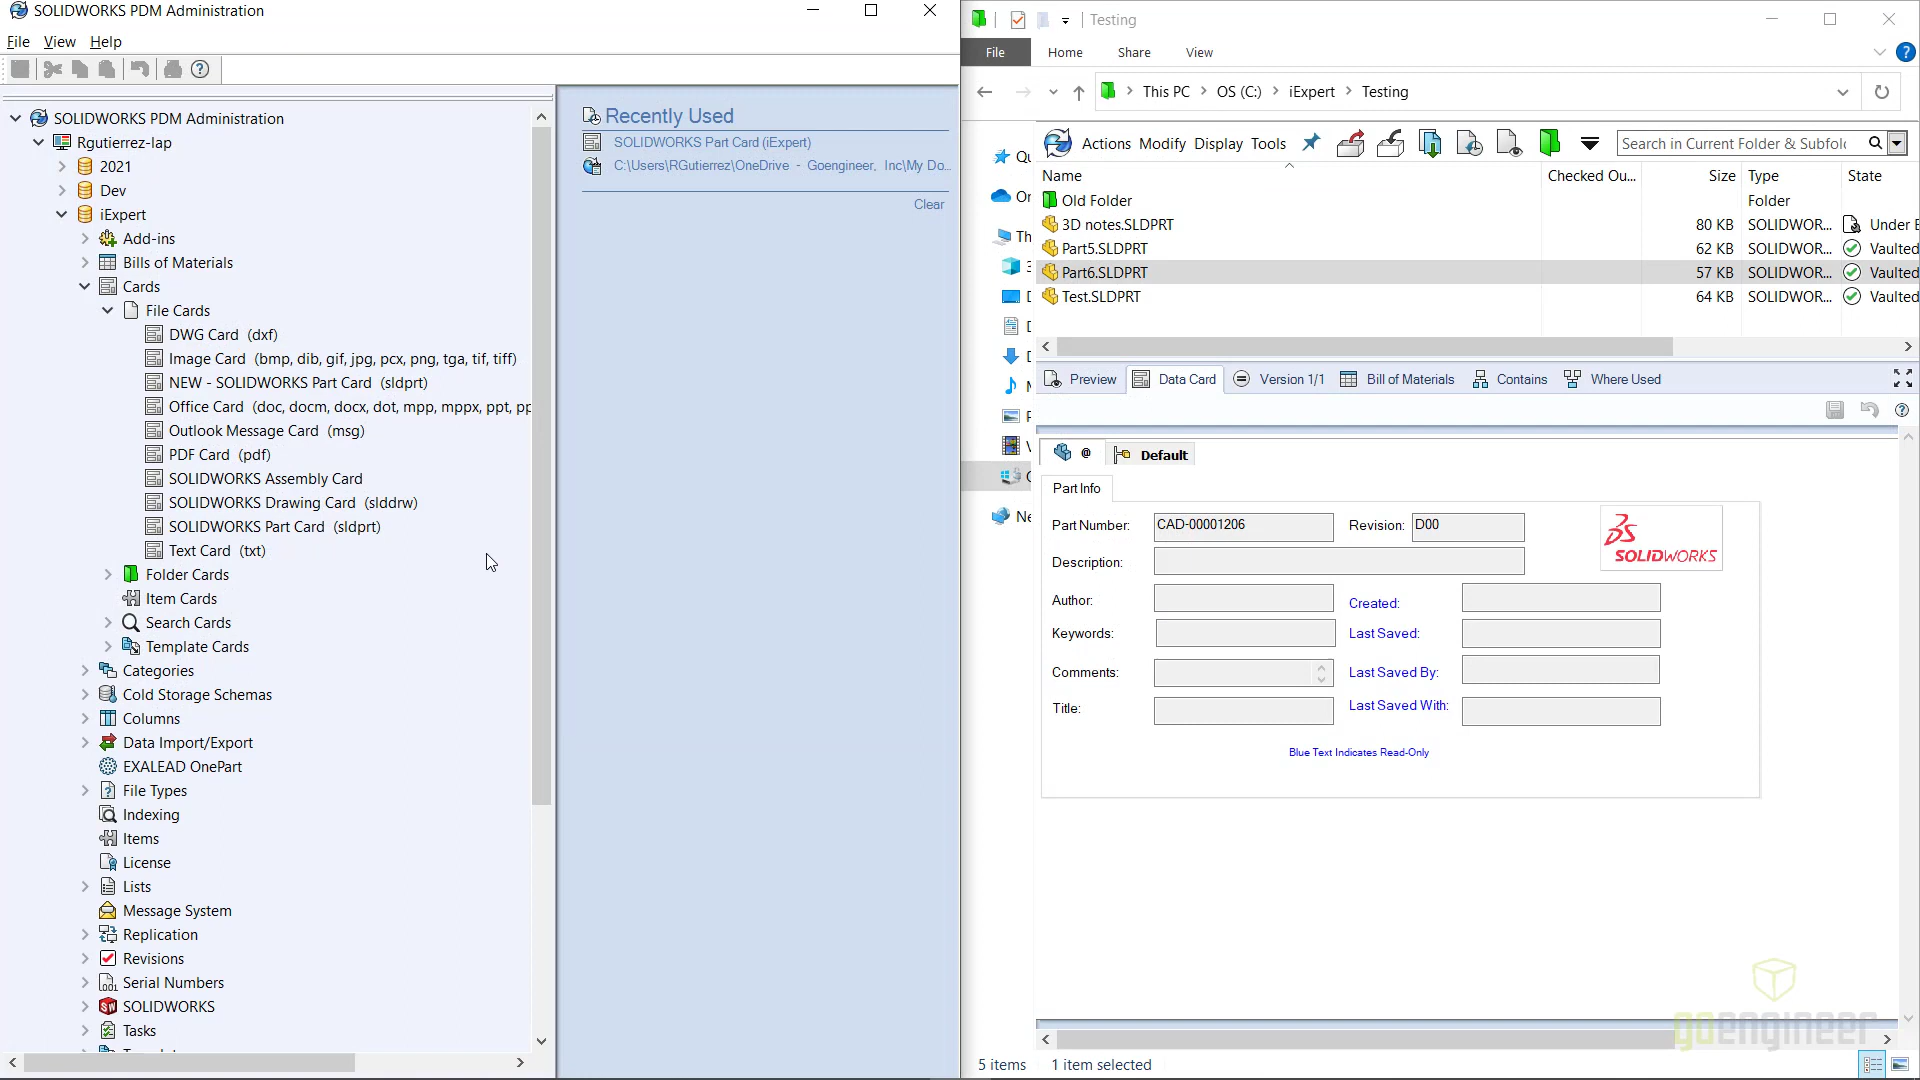 SOLIDWORKS PDM Administration
File View Help
SOLIDWORKS PDM Administration
Rgutierrez-lap
2021
Dev
iExpert
Add-ins
Bills of Materials
Cards
File Cards
DWG Card (dxf)
Image Card (bmp, dib, gif, jpg, pcx, png, tga, tif, tiff)
NEW - SOLIDWORKS Part Card (sldprt)
Office Card (doc, docm, docx, dot, mpp, mppx, ppt, pp
Outlook Message Card (msg)
PDF Card (pdf)
SOLIDWORKS Assembly Card
SOLIDWORKS Drawing Card (slddrw)
SOLIDWORKS Part Card (sldprt)
Text Card (txt)
Folder Cards
Item Cards
Search Cards
Template Cards
Categories
Cold Storage Schemas
Columns
Data Import/Export
EXALEAD OnePart
File Types
Indexing
Items
License
Lists
Message System
Replication
Revisions
Serial Numbers
SOLIDWORKS
Tasks
Recently Used
SOLIDWORKS Part Card (iExpert)
C:\Users\RGutierrez\OneDrive - Goengineer, Inc\My Do...
Clear
Testing
File Home Share View
This PC > OS (C:) > iExpert > Testing
Actions Modify Display Tools
Search in Current Folder & Subfol
Name Checked Ou... Size Type State
Old Folder Folder
3D notes.SLDPRT 80 KB SOLIDWOR... Under E
Part5.SLDPRT 62 KB SOLIDWOR... Vaulted
Part6.SLDPRT 57 KB SOLIDWOR... Vaulted
Test.SLDPRT 64 KB SOLIDWOR... Vaulted
Preview Data Card Version 1/1 Bill of Materials Contains Where Used
@ Default
Part Info
Part Number: CAD-00001206 Revision: D00
SOLIDWORKS
Description:
Author: Created:
Keywords: Last Saved:
Comments: Last Saved By:
Title: Last Saved With:
Blue Text Indicates Read-Only
goengineer
5 items 1 item selected